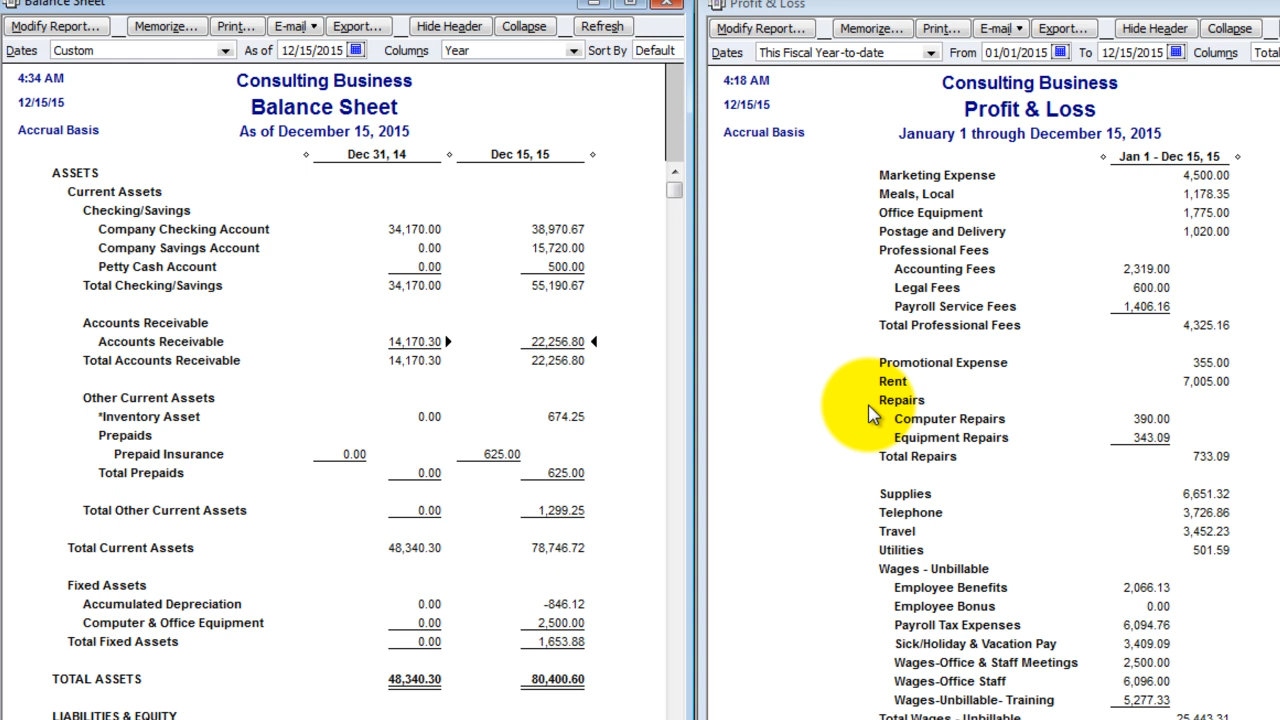 Balance Sheet
Modify Report... Memorize... Print... E-mail Export... Hide Header Collapse Refresh
Dates Custom As of 12/15/2015 Columns Year Sort By Default
4:34 AM
12/15/15
Accrual Basis
Consulting Business
Balance Sheet
As of December 15, 2015
Dec 31, 14 Dec 15, 15
ASSETS
Current Assets
Checking/Savings
Company Checking Account 34,170.00 38,970.67
Company Savings Account 0.00 15,720.00
Petty Cash Account 0.00 500.00
Total Checking/Savings 34,170.00 55,190.67
Accounts Receivable
Accounts Receivable 14,170.30 22,256.80
Total Accounts Receivable 14,170.30 22,256.80
Other Current Assets
*Inventory Asset 0.00 674.25
Prepaids
Prepaid Insurance 0.00 625.00
Total Prepaids 0.00 625.00
Total Other Current Assets 0.00 1,299.25
Total Current Assets 48,340.30 78,746.72
Fixed Assets
Accumulated Depreciation 0.00 -846.12
Computer & Office Equipment 0.00 2,500.00
Total Fixed Assets 0.00 1,653.88
TOTAL ASSETS 48,340.30 80,400.60
LIABILITIES & EQUITY
Profit & Loss
Modify Report... Memorize... Print... E-mail Export... Hide Header Collapse
Dates This Fiscal Year-to-date From 01/01/2015 To 12/15/2015 Columns Total
4:18 AM
12/15/15
Accrual Basis
Consulting Business
Profit & Loss
January 1 through December 15, 2015
Jan 1 - Dec 15, 15
Marketing Expense 4,500.00
Meals, Local 1,178.35
Office Equipment 1,775.00
Postage and Delivery 1,020.00
Professional Fees
Accounting Fees 2,319.00
Legal Fees 600.00
Payroll Service Fees 1,406.16
Total Professional Fees 4,325.16
Promotional Expense 355.00
Rent 7,005.00
Repairs
Computer Repairs 390.00
Equipment Repairs 343.09
Total Repairs 733.09
Supplies 6,651.32
Telephone 3,726.86
Travel 3,452.23
Utilities 501.59
Wages - Unbillable
Employee Benefits 2,066.13
Employee Bonus 0.00
Payroll Tax Expenses 6,094.76
Sick/Holiday & Vacation Pay 3,409.09
Wages-Office & Staff Meetings 2,500.00
Wages-Office Staff 6,096.00
Wages-Unbillable- Training 5,277.33
Total Wages - Unbillable 25,443.31